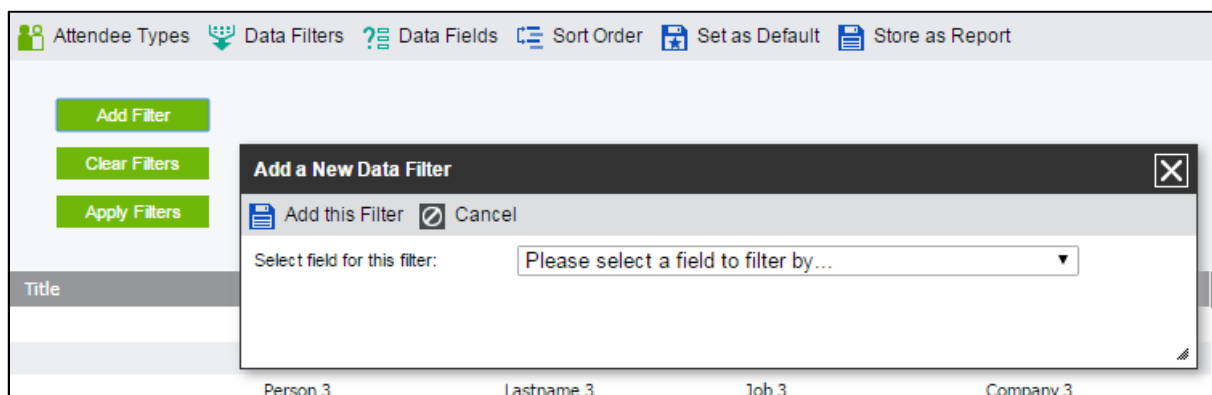 Attendee Types Data Filters Data Fields Sort Order Set as Default Store as Report
Add Filter
Clear Filters
Apply Filters
Add a New Data Filter
Add this Filter Cancel
Select field for this filter: Please select a field to filter by...
Title
Person 3 Lastname 3 Job 3 Company 3